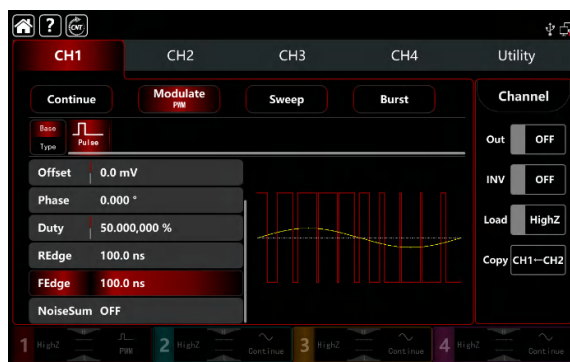 ?
CNT
CH1 CH2 CH3 CH4 Utility
Continue Modulate Sweep Burst Channel
PWM
Base
Type Pulse
Out OFF
Offset 0.0 mV
Phase 0.000 °
INV OFF
Duty 50.000,000 %
Load HighZ
REdge 100.0 ns
Copy CH1←CH2
FEdge 100.0 ns
NoiseSum OFF
1 HighZ PWM 2 HighZ Continue 3 HighZ Continue 4 HighZ Continue